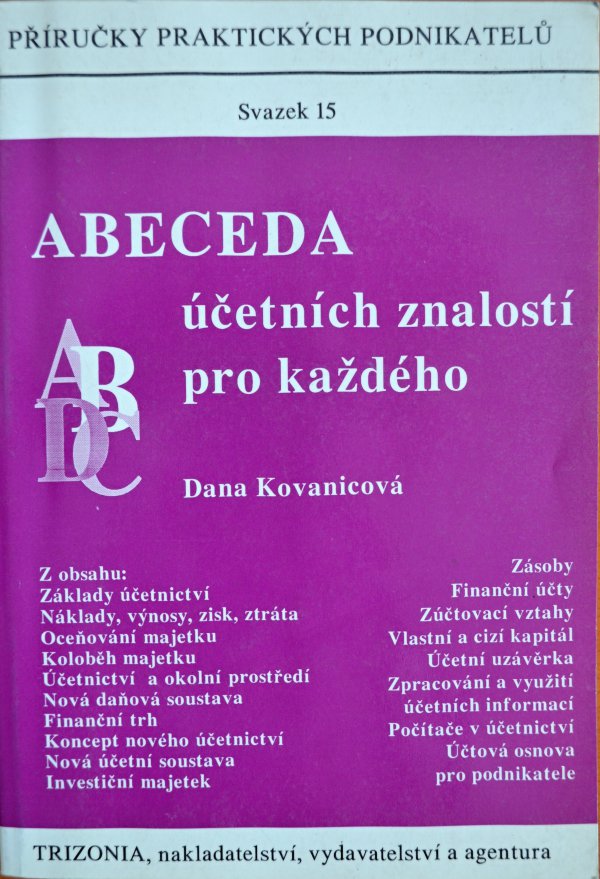 PŘÍRUČKY PRAKTICKÝCH PODNIKATELŮ
Svazek 15
ABECEDA
účetních znalostí
pro každého
A B
D C
Dana Kovanicová
Z obsahu:
Základy účetnictví
Náklady, výnosy, zisk, ztráta
Oceňování majetku
Koloběh majetku
Účetnictví a okolní prostředí
Nová daňová soustava
Finanční trh
Koncept nového účetnictví
Nová účetní soustava
Investiční majetek
Zásoby
Finanční účty
Zúčtovací vztahy
Vlastní a cizí kapitál
Účetní uzávěrka
Zpracování a využití
účetních informací
Počítače v účetnictví
Účtová osnova
pro podnikatele
TRIZONIA, nakladatelství, vydavatelství a agentura